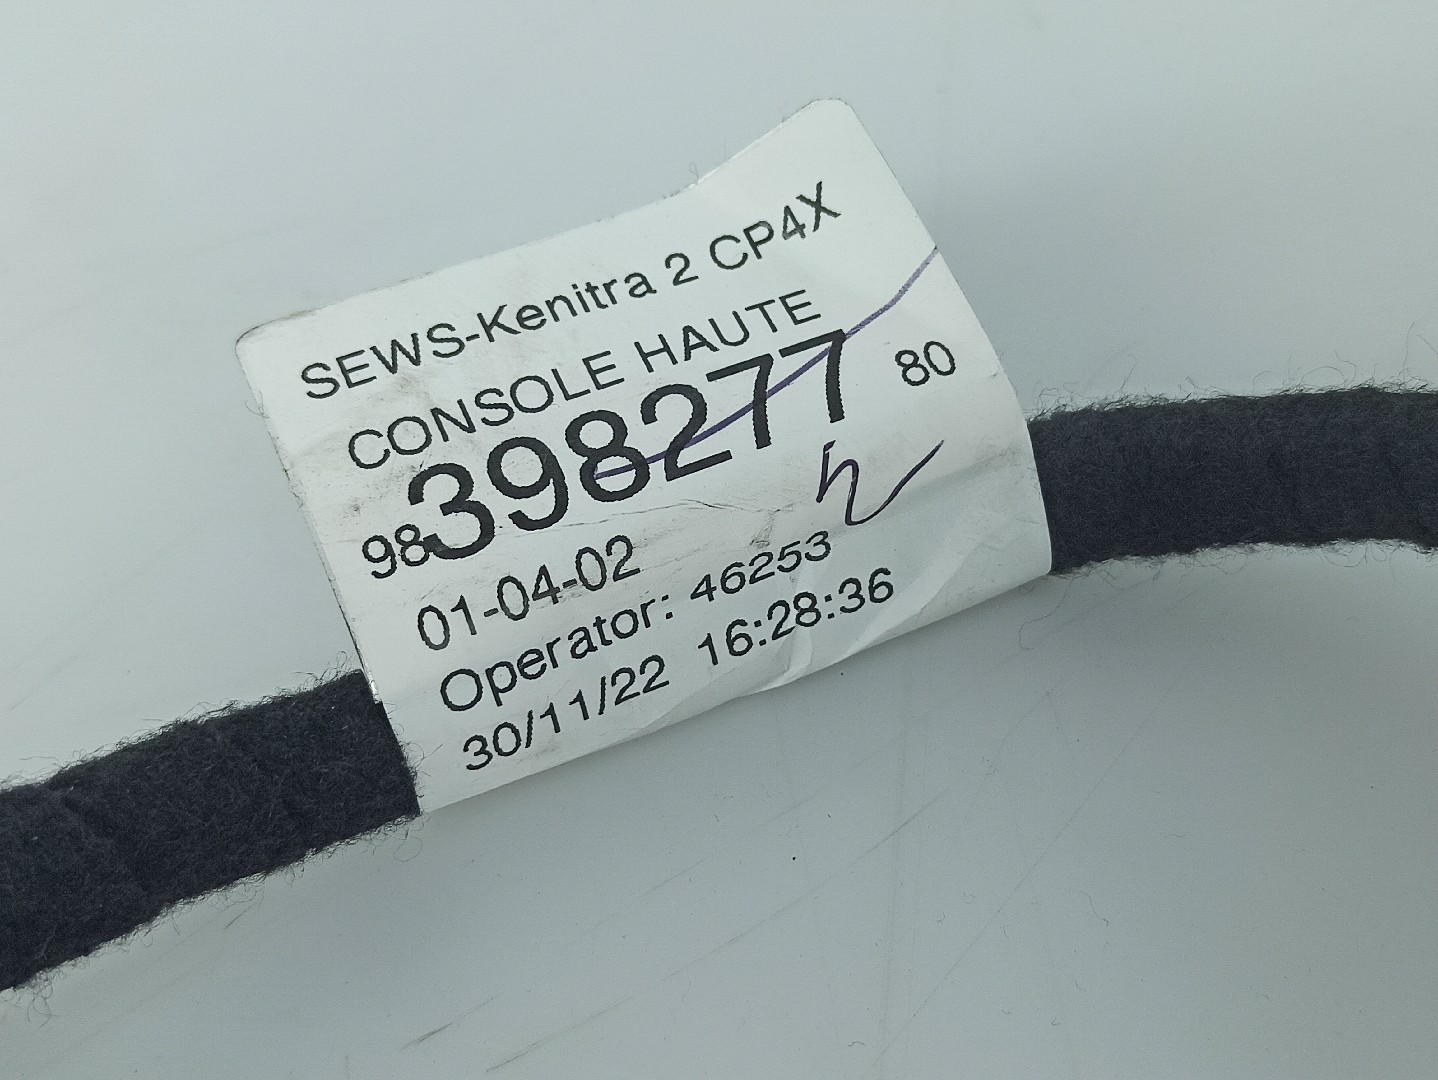 SEWS-Kenitra 2 CP4X
CONSOLE HAUTE
98398277 80
01-04-02
Operator: 46253
30/11/22 16:28:36